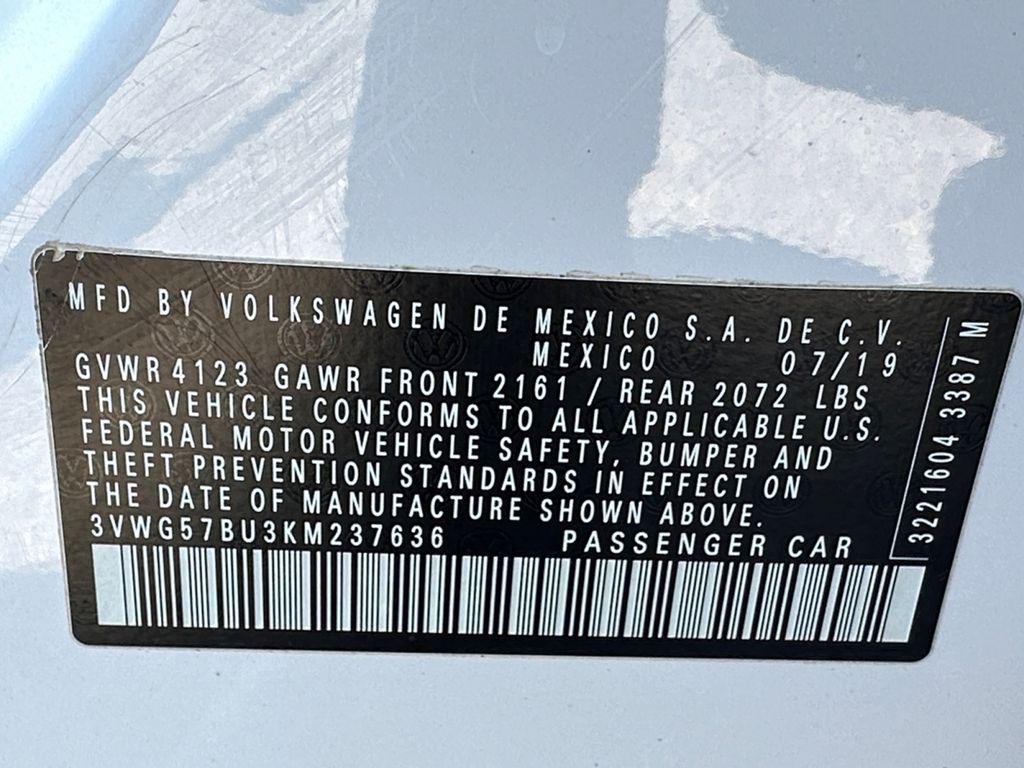 MFD BY VOLKSWAGEN DE MEXICO S.A. DE C.V.
MEXICO 07/19
GVWR 4123 GAWR FRONT 2161 / REAR 2072 LBS
THIS VEHICLE CONFORMS TO ALL APPLICABLE U.S.
FEDERAL MOTOR VEHICLE SAFETY, BUMPER AND
THEFT PREVENTION STANDARDS IN EFFECT ON
THE DATE OF MANUFACTURE SHOWN ABOVE.
3VWG57BU3KM237636 PASSENGER CAR
3221604 3387 M